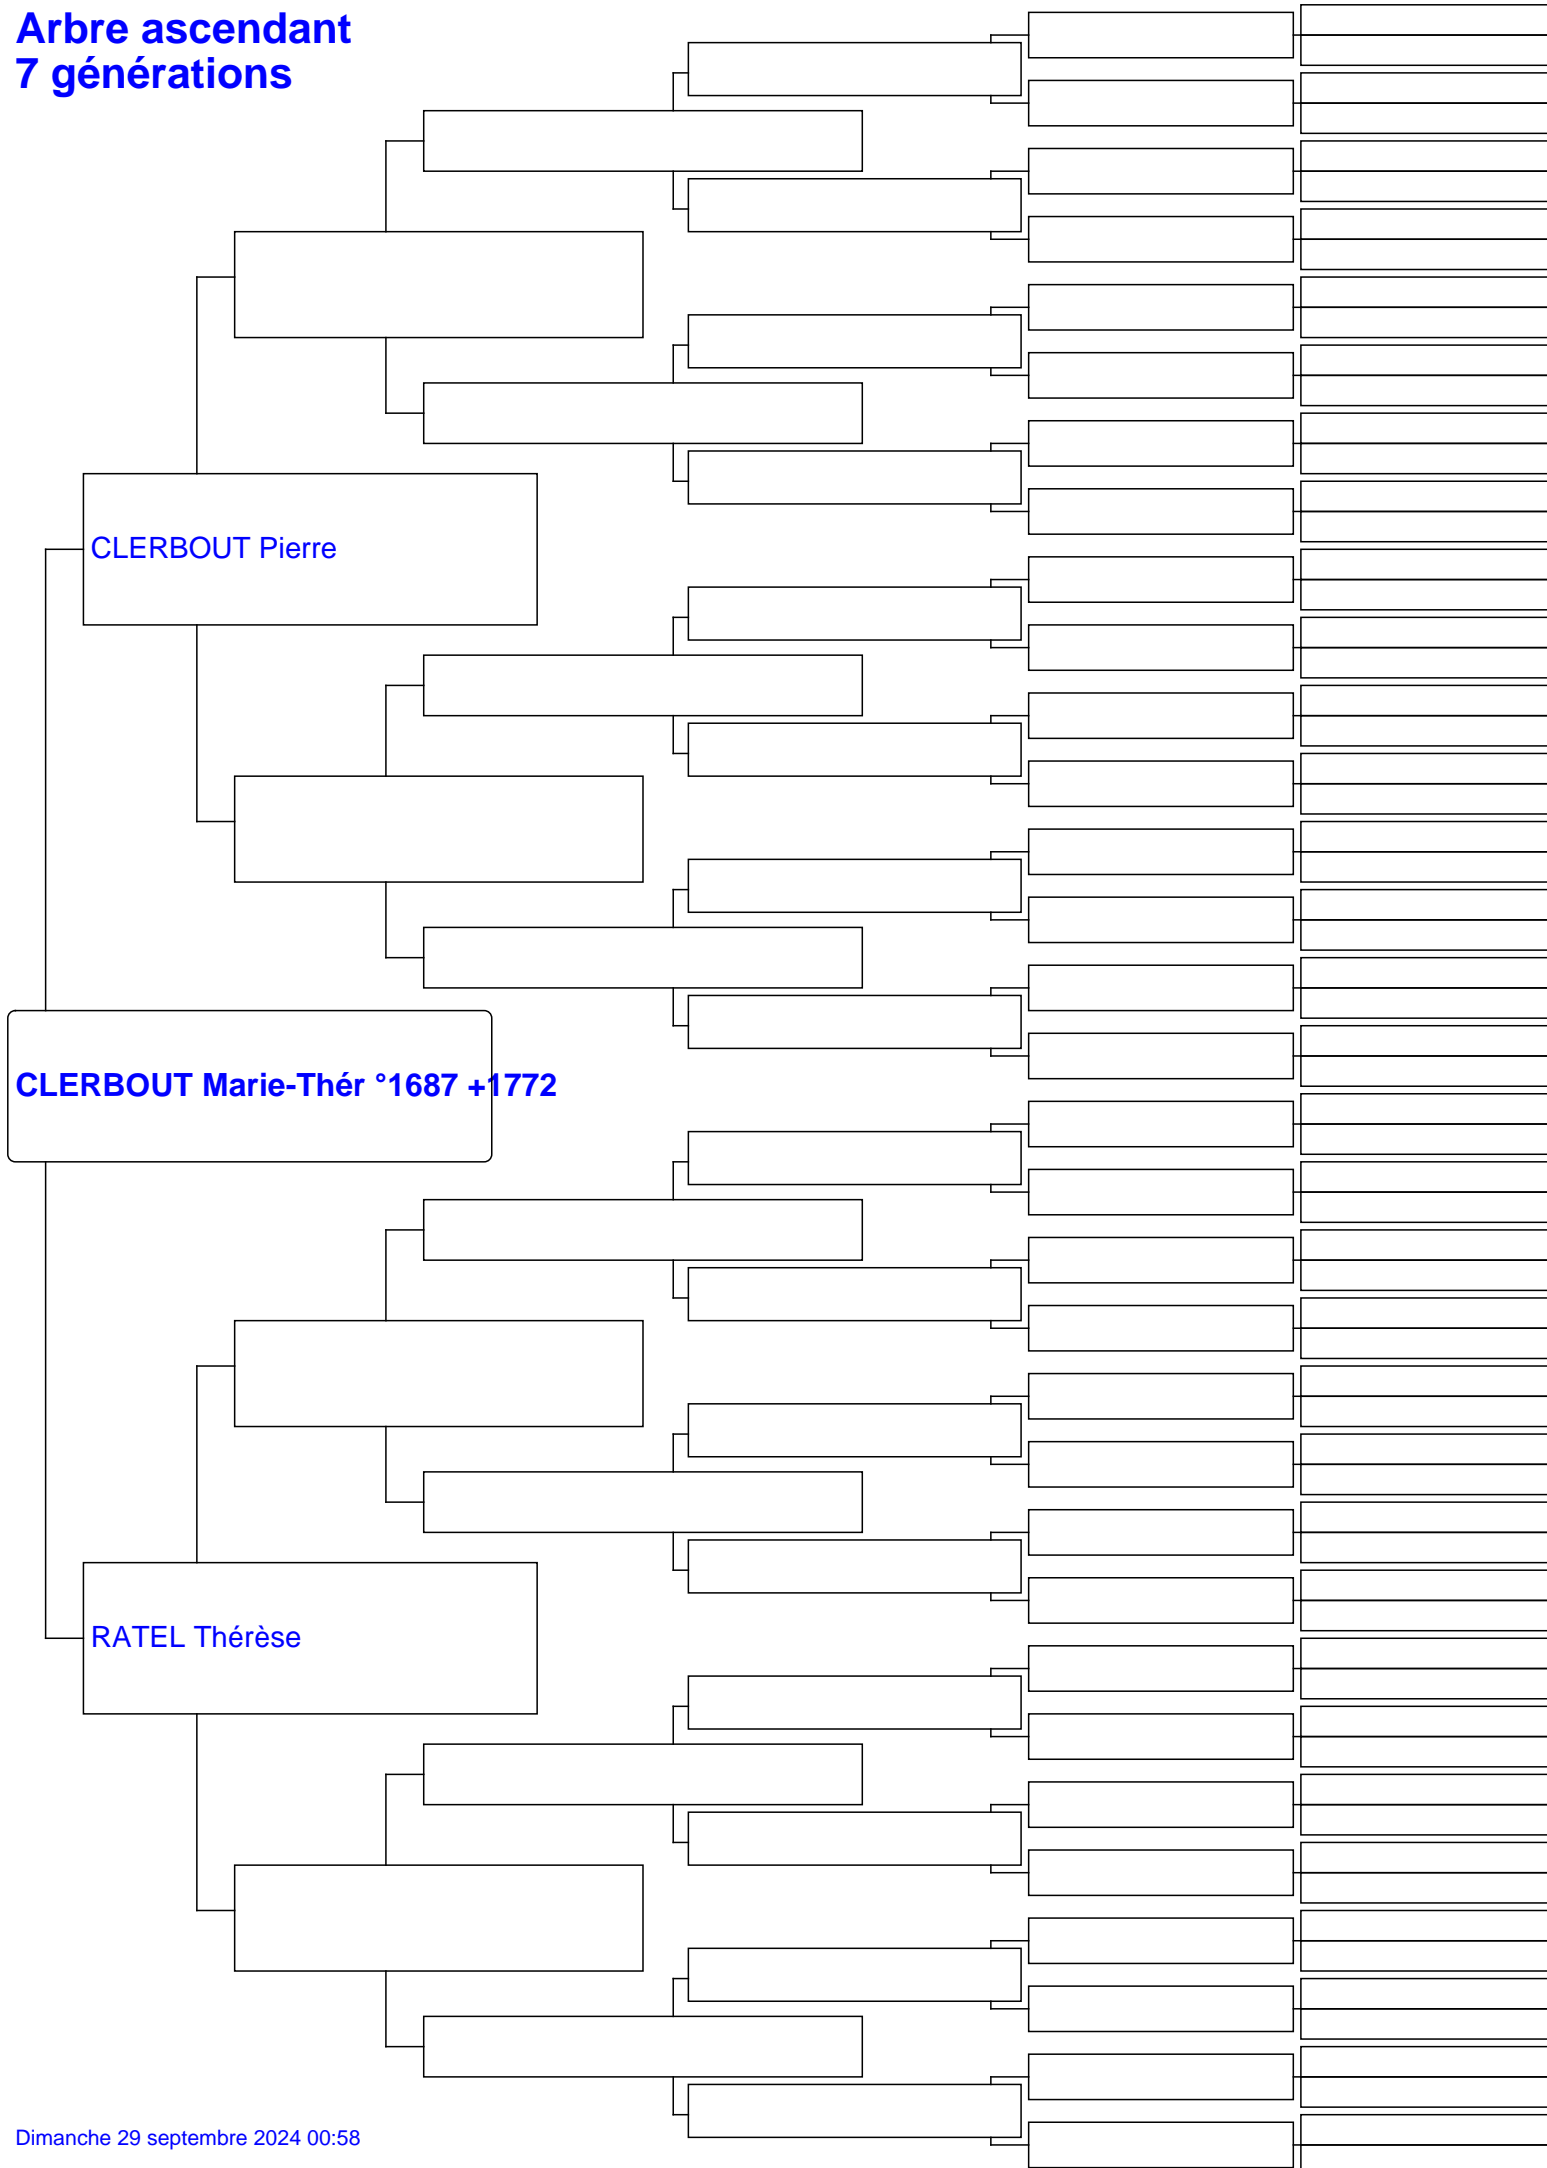 Arbre ascendant
7 générations
CLERBOUT Pierre
CLERBOUT Marie-Thér °1687 +1772
RATEL Thérèse
Dimanche 29 septembre 2024 00:58